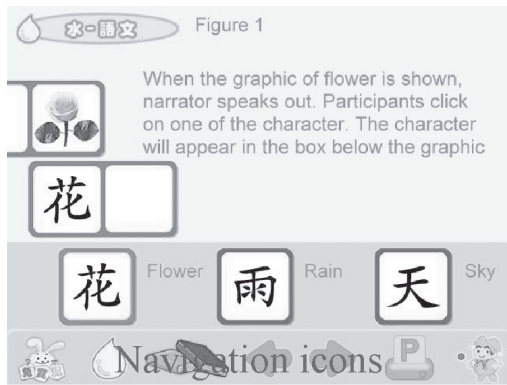 水-語文
Figure 1
When the graphic of flower is shown,
narrator speaks out. Participants click
on one of the character. The character
will appear in the box below the graphic
花
花 Flower 雨 Rain 天 Sky
Navigation icons
P